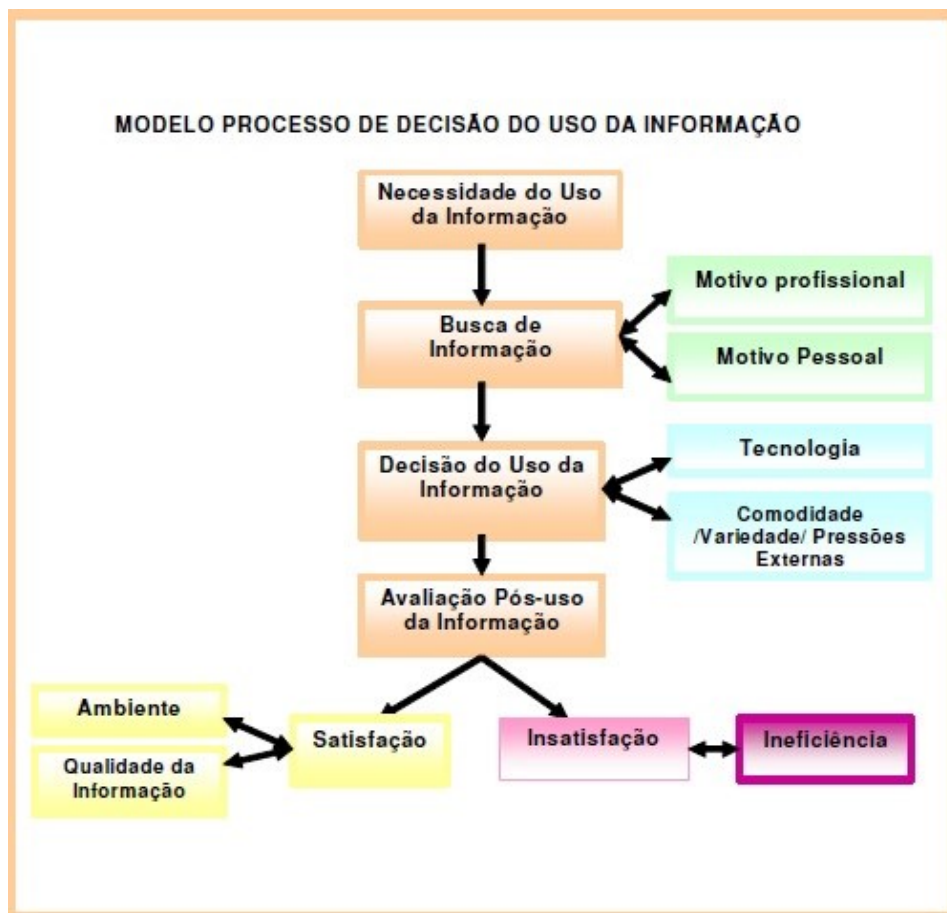 MODELO PROCESSO DE DECISÃO DO USO DA INFORMAÇÃO
Necessidade do Uso
da Informação
Motivo profissional
Busca de
Informação
Motivo Pessoal
Tecnologia
Decisão do Uso da
Informação
Comodidade
/Variedade/ Pressões
Externas
Avaliação Pós-uso
da Informação
Ambiente
Satisfação
Insatisfação
Ineficiência
Qualidade da
Informação